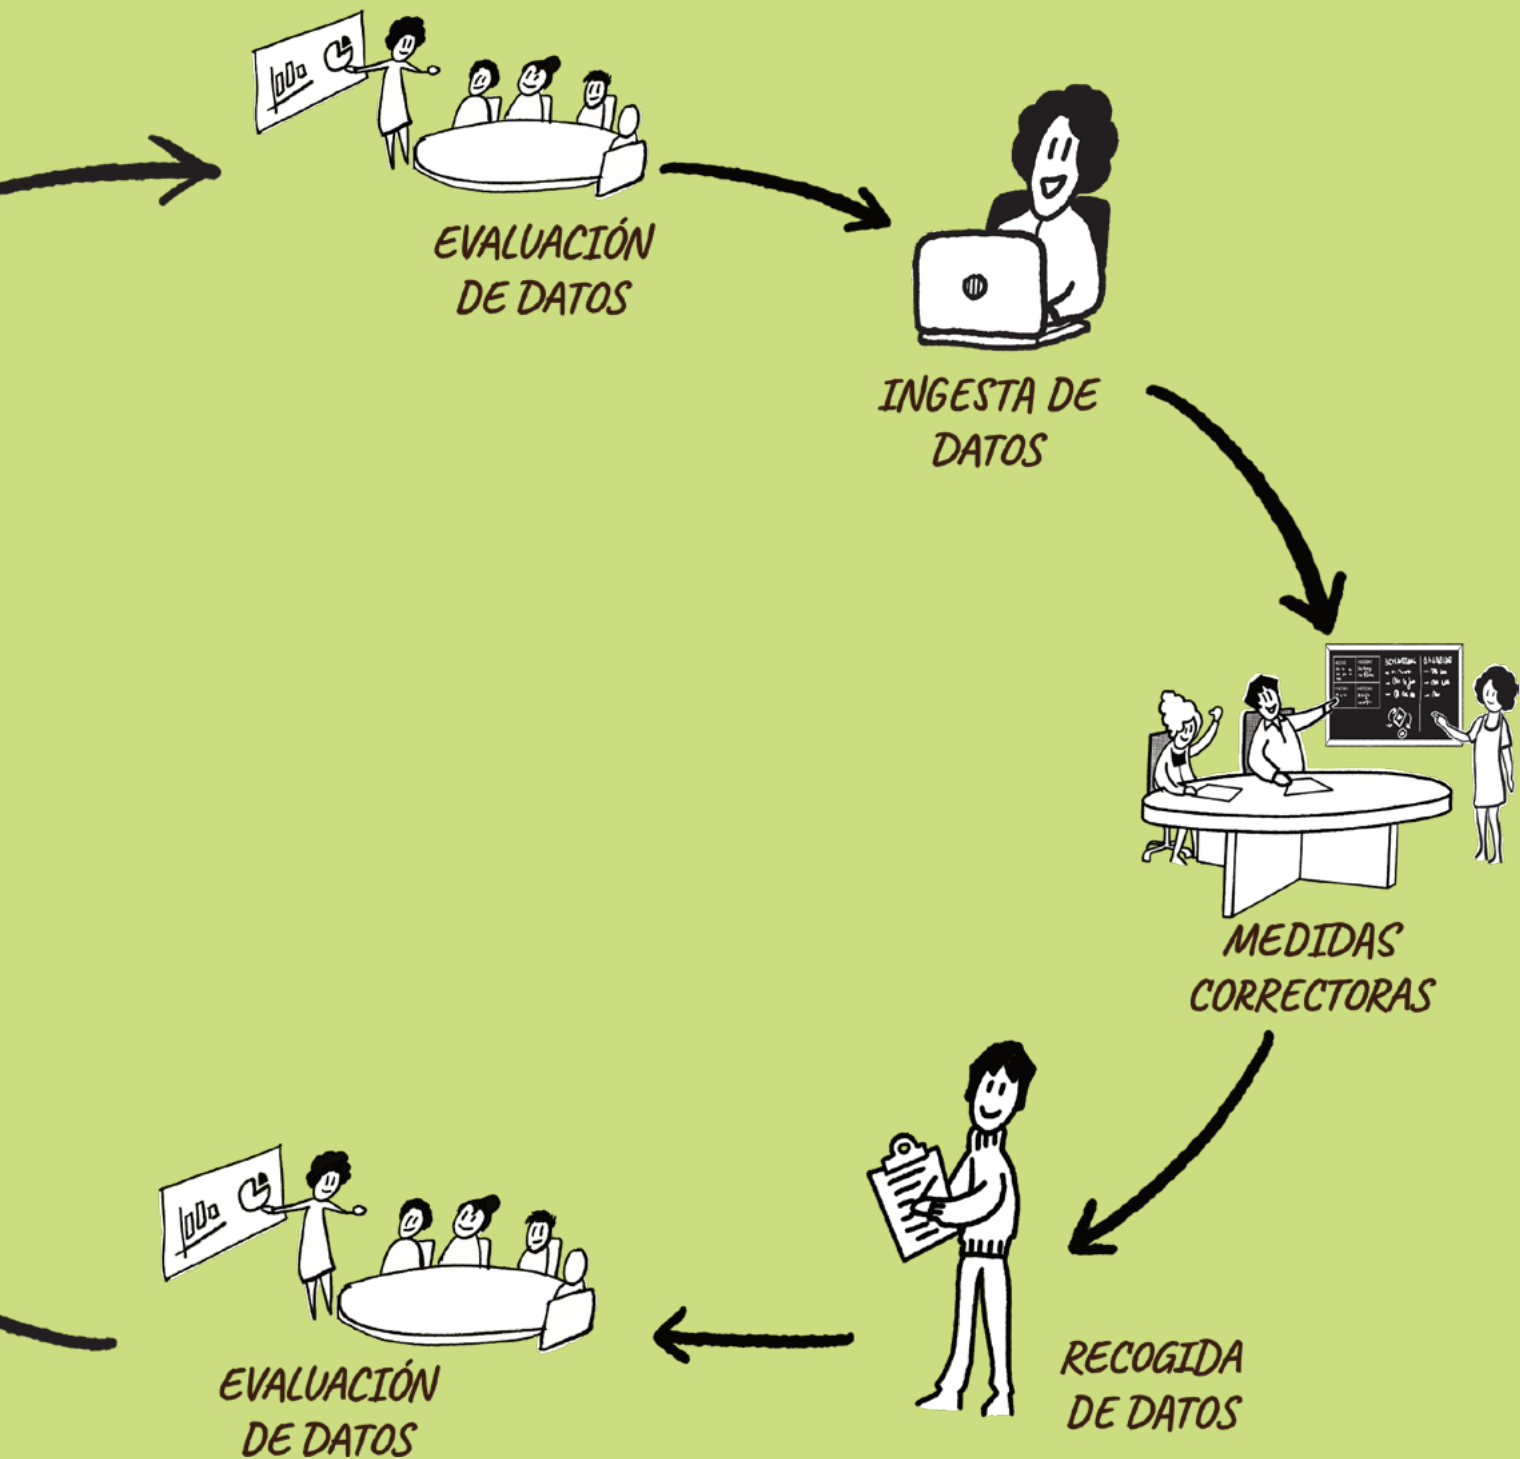 EVALUACIÓN
DE DATOS
INGESTA DE
DATOS
MEDIDAS
CORRECTORAS
RECOGIDA
DE DATOS
EVALUACIÓN
DE DATOS